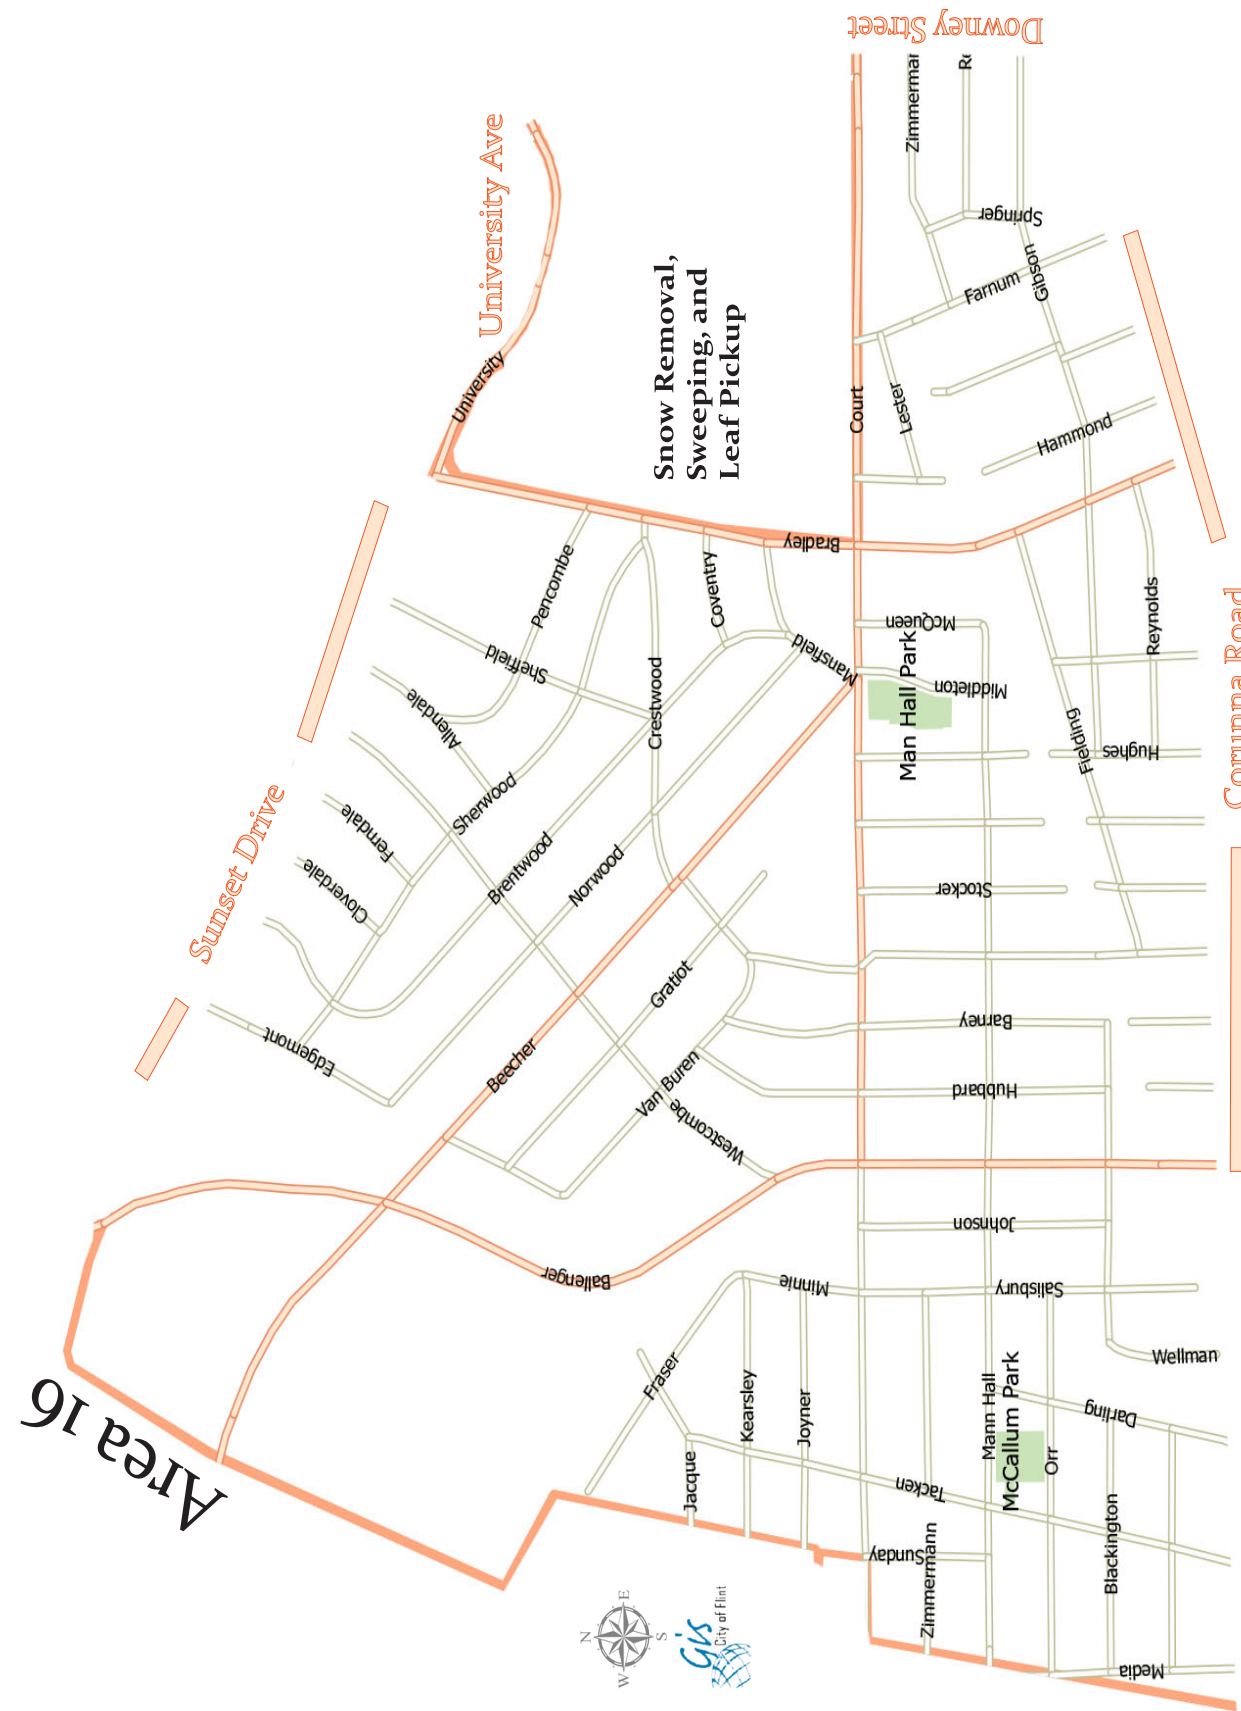 Downey Street
Zimmerman
Re
University Ave
Springer
Gibson
Farnum
Snow Removal,
Sweeping, and
Leaf Pickup
University
Court
Lester
Hammond
Bradley
Pencombe
Coventry
McQueen
Reynolds
Corunna Road
Sheffield
Mansfield
Middleton
Man Hall Park
Allendale
Crestwood
Fielding
Hughes
Sunset Drive
Sherwood
Ferndale
Brentwood
Norwood
Cloverdale
Stocker
Gratiot
Barney
Edgemont
Beecher
Van Buren
Hubbard
Westcombe
Johnson
Ballenger
Minnie
Salisbury
Wellman
Area 16
Fraser
Kearsley
Joyner
Mann Hall
McCallum Park
Darling
Orr
Jacque
Tacken
Sunday
Zimmermann
Blackington
Media
N
E
S
W
GIS
City of Flint